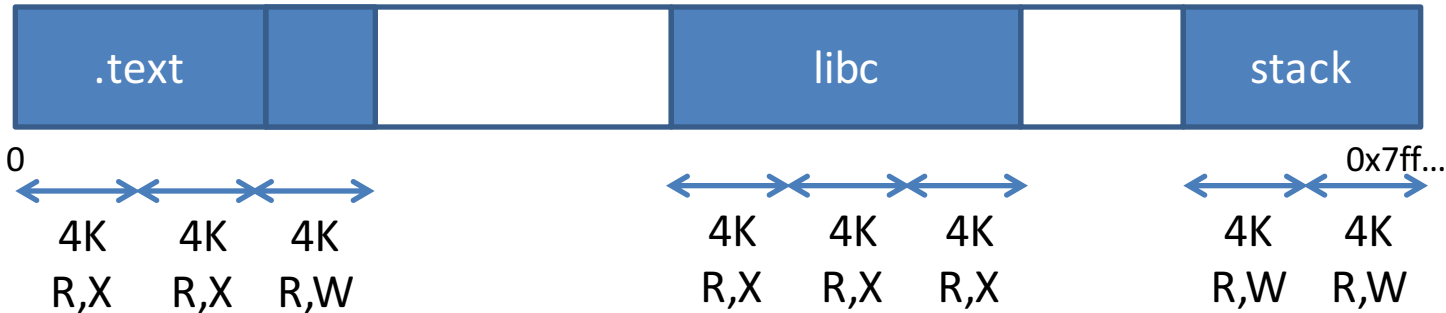 .text libc stack
0 0x7ff...
4K 4K 4K 4K 4K 4K 4K 4K
R,X R,X R,W R,X R,X R,X R,W R,W